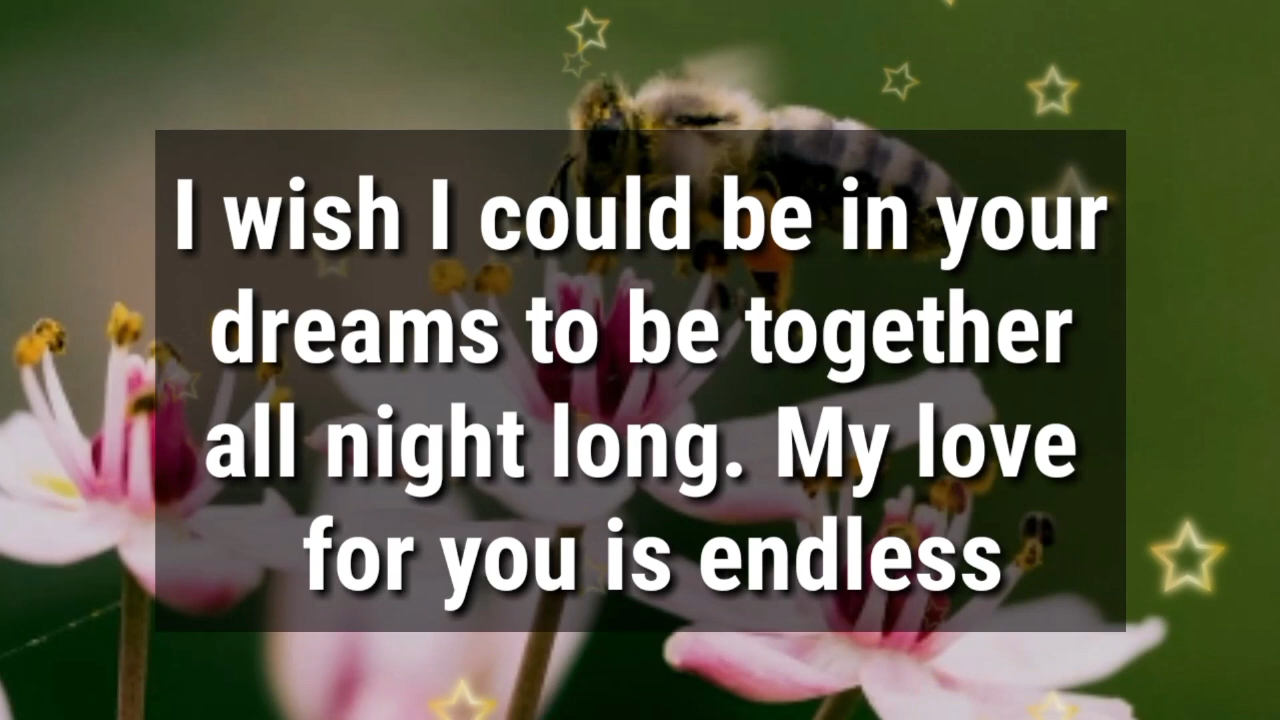 I wish I could be in your
dreams to be together
all night long. My love
for you is endless